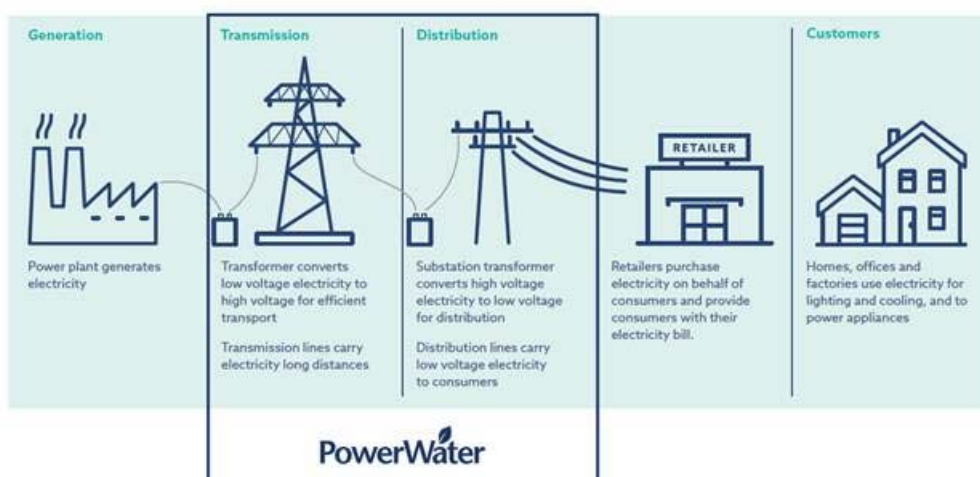 Generation
Power plant generates
electricity
Transmission
Transformer converts
low voltage electricity to
high voltage for efficient
transport
Transmission lines carry
electricity long distances
Distribution
Substation transformer
converts high voltage
electricity to low voltage
for distribution
Distribution lines carry
low voltage electricity
to consumers
RETAILER
Retailers purchase
electricity on behalf of
consumers and provide
consumers with their
electricity bill.
Customers
Homes, offices and
factories use electricity for
lighting and cooling, and to
power appliances
PowerWater